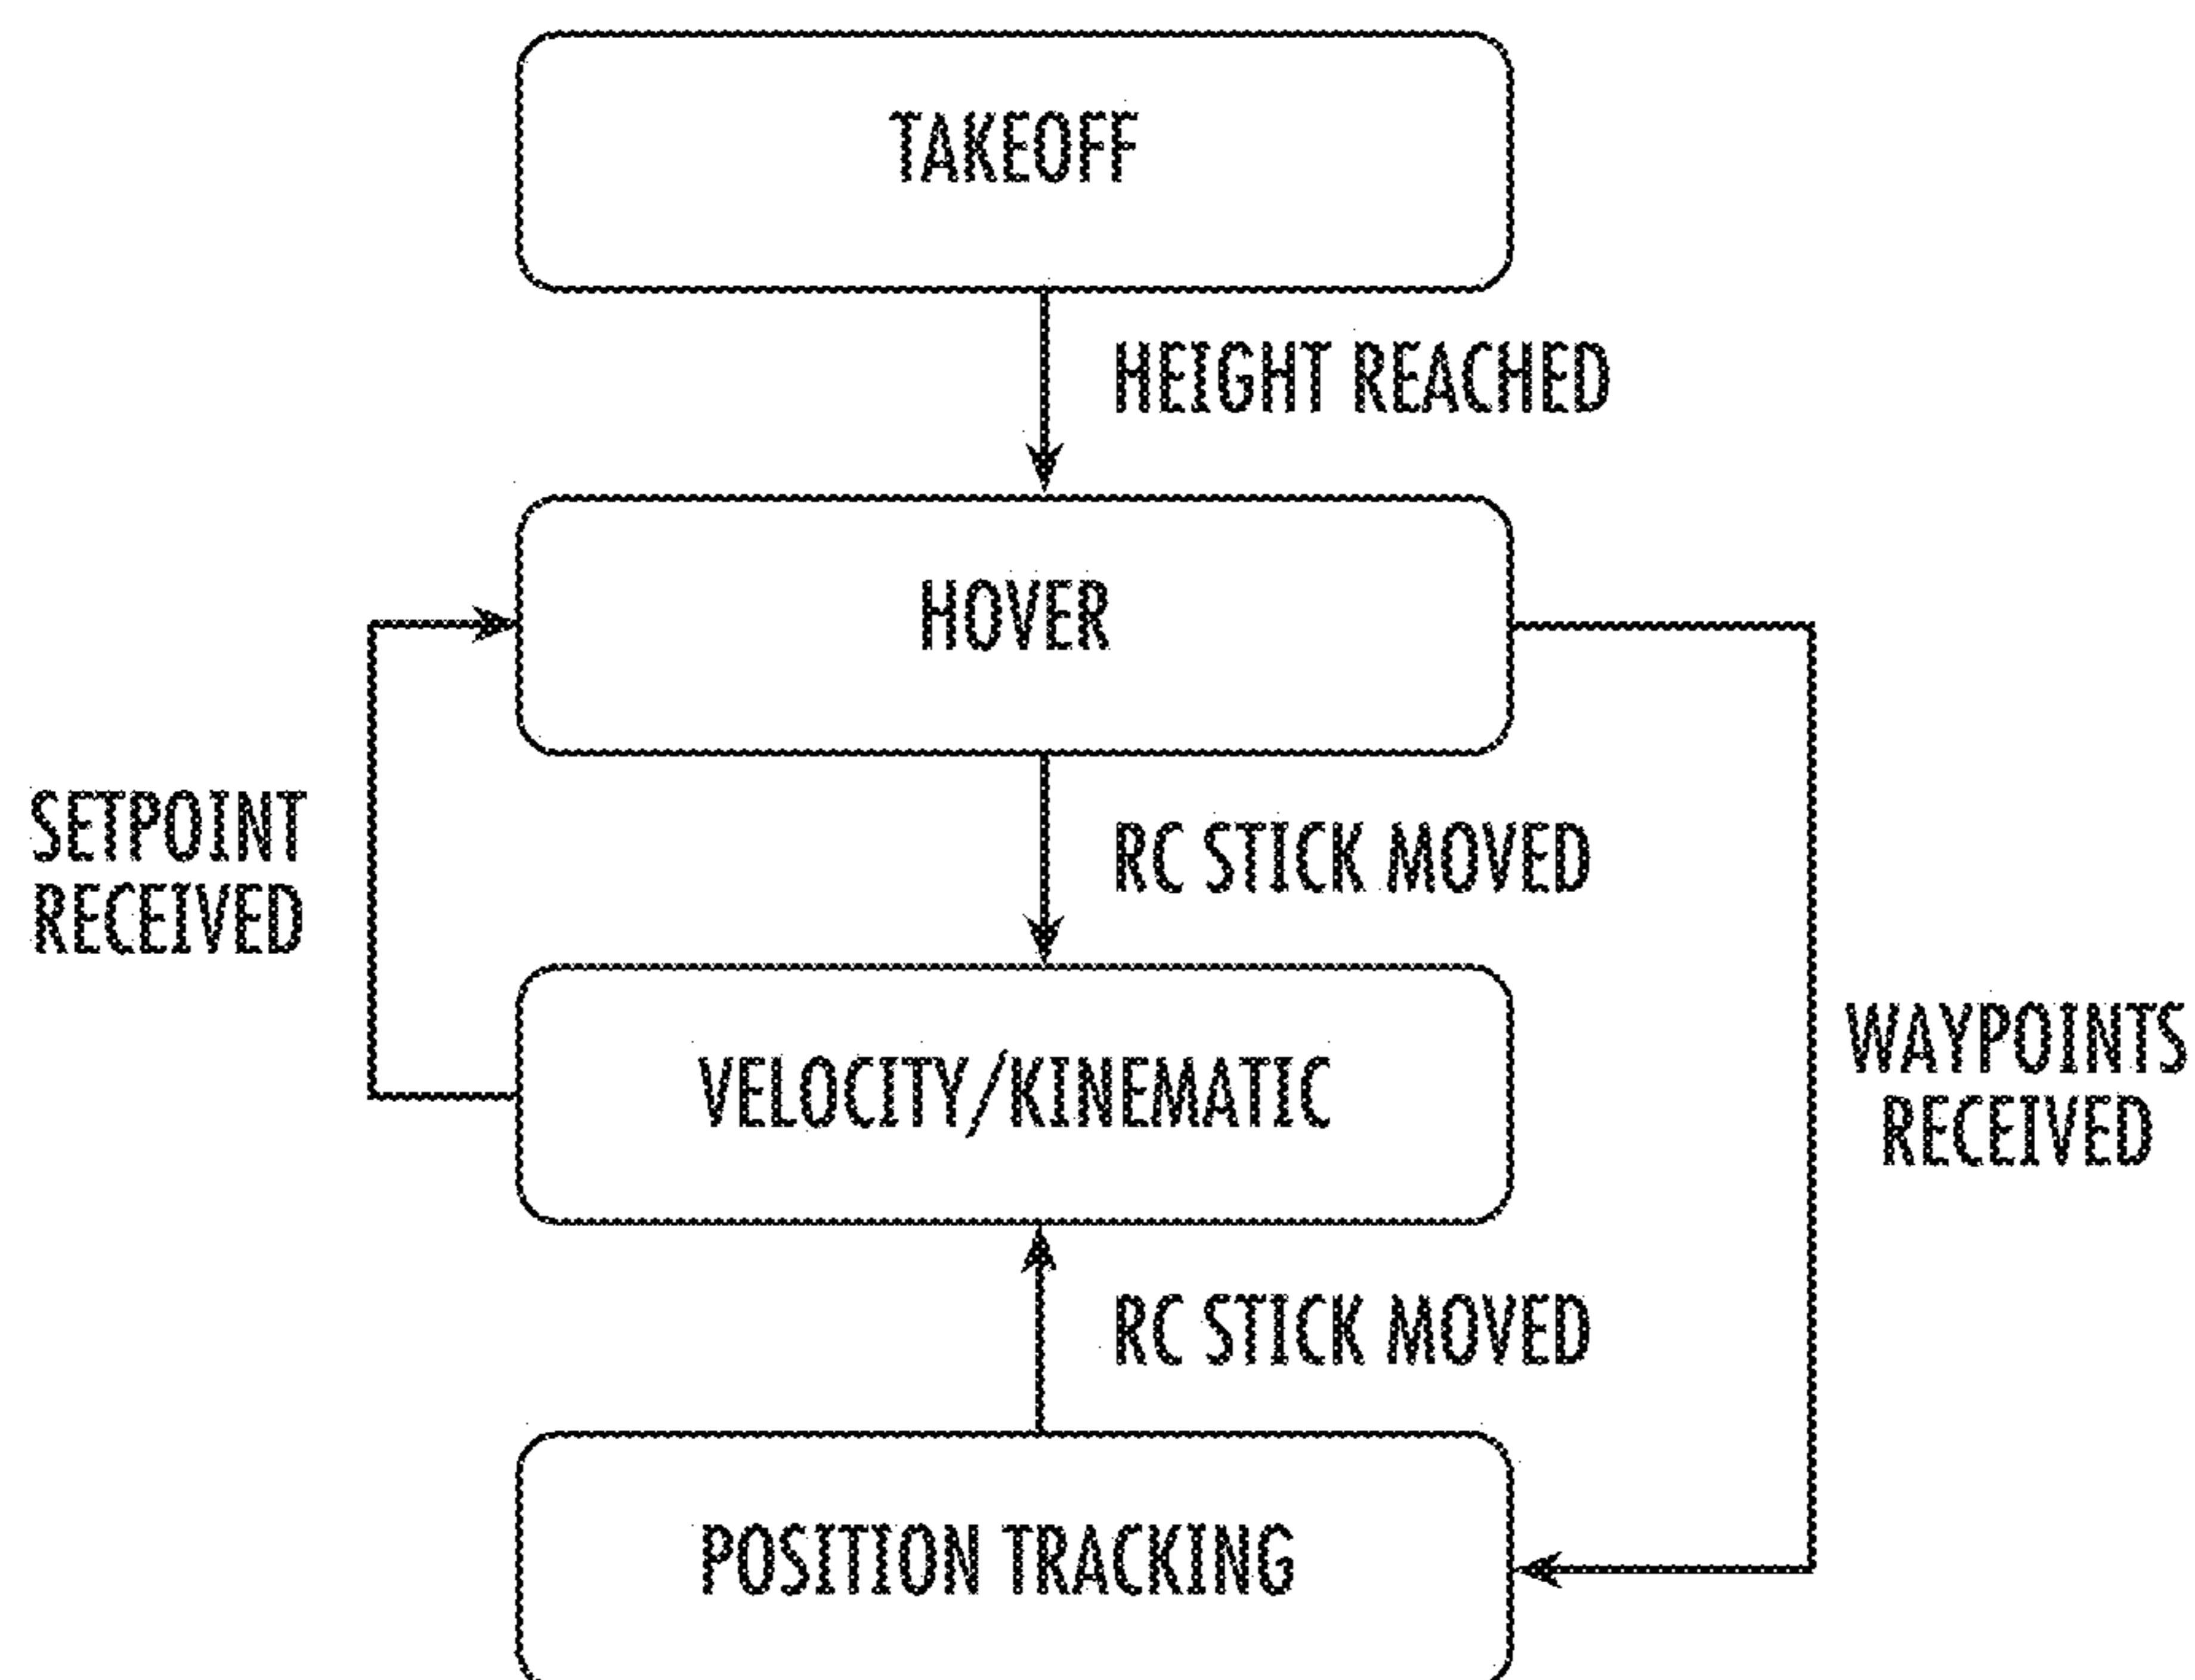 TAKEOFF
HEIGHT REACHED
HOVER
SETPOINT
RECEIVED
RC STICK MOVED
VELOCITY/KINEMATIC
WAYPOINTS
RECEIVED
RC STICK MOVED
POSITION TRACKING